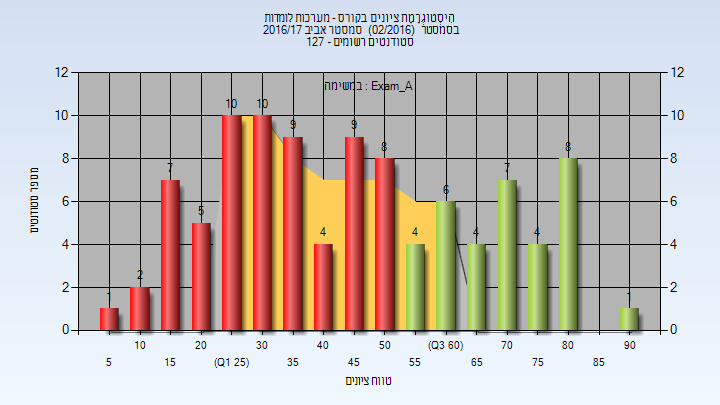 הִיסטוגְרָמַת ציונים בקורס - מערכות לומדות
בסמסטר (02/2016) סמסטר אביב 2016/17
סטודנטים רשומים - 127
במשימה : Exam_A
מספר סטודנטים
12 12
10 10
8 8
6 6
4 4
2 2
0 0
1 2 7 5 10 10 9 4 9 8 4 6 4 7 4 8 1
10 20 30 40 50 (Q3 60) 70 80 90
5 15 (Q1 25) 35 45 55 65 75 85
טווח ציונים